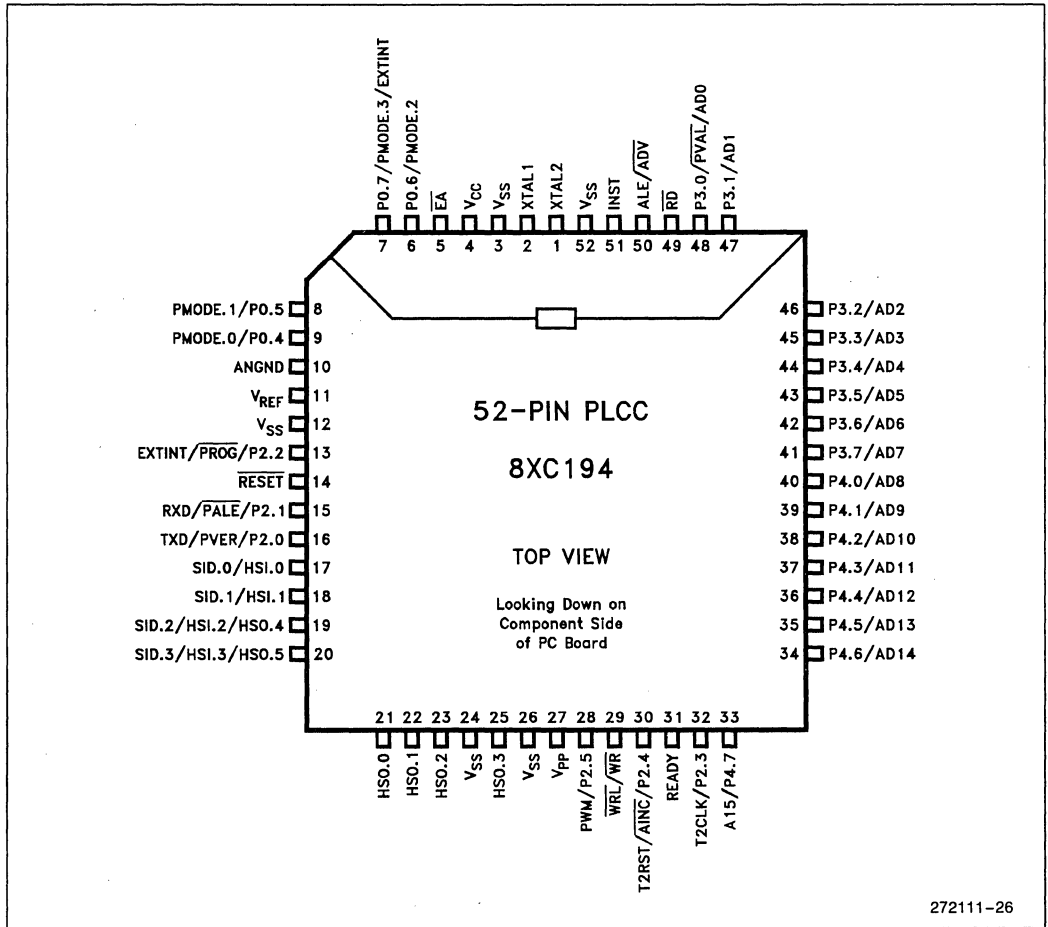 P0.7/PMODE.3/EXTINT
P0.6/PMODE.2
E̅A̅
VCC
VSS
XTAL1
XTAL2
VSS
INST
ALE/A̅D̅V̅
R̅D̅
P3.0/P̅V̅A̅L̅/AD0
P3.1/AD1
7 6 5 4 3 2 1 52 51 50 49 48 47
PMODE.1/P0.5 8
PMODE.0/P0.4 9
ANGND 10
VREF 11
VSS 12
EXTINT/P̅R̅O̅G̅/P2.2 13
R̅E̅S̅E̅T̅ 14
RXD/P̅A̅L̅E̅/P2.1 15
TXD/PVER/P2.0 16
SID.0/HSI.0 17
SID.1/HSI.1 18
SID.2/HSI.2/HSO.4 19
SID.3/HSI.3/HSO.5 20
52-PIN PLCC
8XC194
TOP VIEW
Looking Down on
Component Side
of PC Board
46 P3.2/AD2
45 P3.3/AD3
44 P3.4/AD4
43 P3.5/AD5
42 P3.6/AD6
41 P3.7/AD7
40 P4.0/AD8
39 P4.1/AD9
38 P4.2/AD10
37 P4.3/AD11
36 P4.4/AD12
35 P4.5/AD13
34 P4.6/AD14
21 22 23 24 25 26 27 28 29 30 31 32 33
HSO.0
HSO.1
HSO.2
VSS
HSO.3
VSS
VPP
PWM/P2.5
W̅R̅L̅/W̅R̅
T2RST/A̅I̅N̅C̅/P2.4
READY
T2CLK/P2.3
A15/P4.7
272111-26